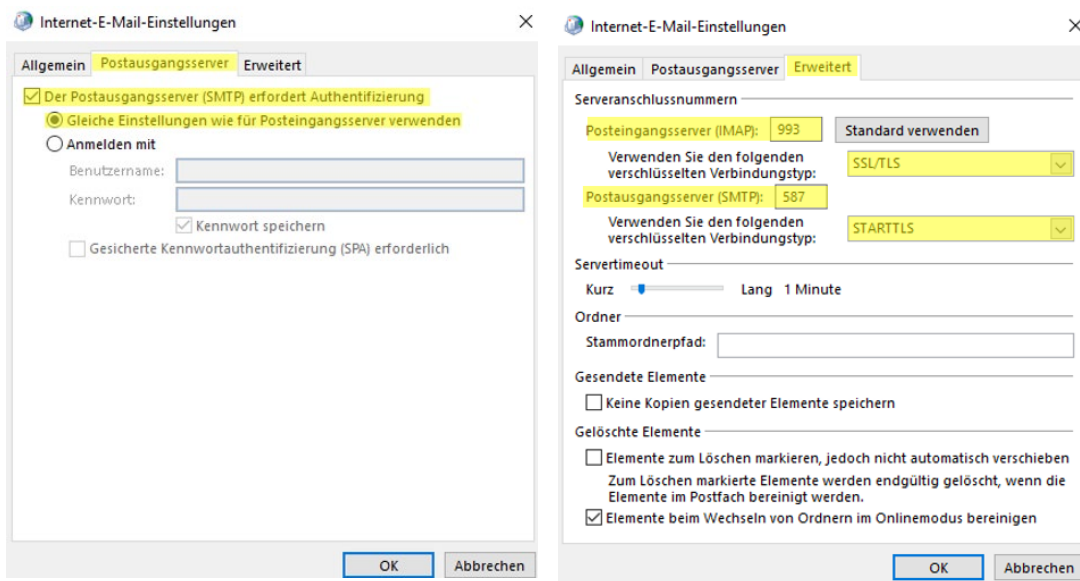 Internet-E-Mail-Einstellungen
Allgemein Postausgangsserver Erweitert
Der Postausgangsserver (SMTP) erfordert Authentifizierung
Gleiche Einstellungen wie für Posteingangsserver verwenden
Anmelden mit
Benutzername:
Kennwort:
Kennwort speichern
Gesicherte Kennwortauthentifizierung (SPA) erforderlich
OK Abbrechen
Internet-E-Mail-Einstellungen
Allgemein Postausgangsserver Erweitert
Serveranschlussnummern
Posteingangsserver (IMAP): 993 Standard verwenden
Verwenden Sie den folgenden
verschlüsselten Verbindungstyp: SSL/TLS
Postausgangsserver (SMTP): 587
Verwenden Sie den folgenden
verschlüsselten Verbindungstyp: STARTTLS
Servertimeout
Kurz Lang 1 Minute
Ordner
Stammordnerpfad:
Gesendete Elemente
Keine Kopien gesendeter Elemente speichern
Gelöschte Elemente
Elemente zum Löschen markieren, jedoch nicht automatisch verschieben
Zum Löschen markierte Elemente werden endgültig gelöscht, wenn die
Elemente im Postfach bereinigt werden.
Elemente beim Wechseln von Ordnern im Onlinemodus bereinigen
OK Abbrechen